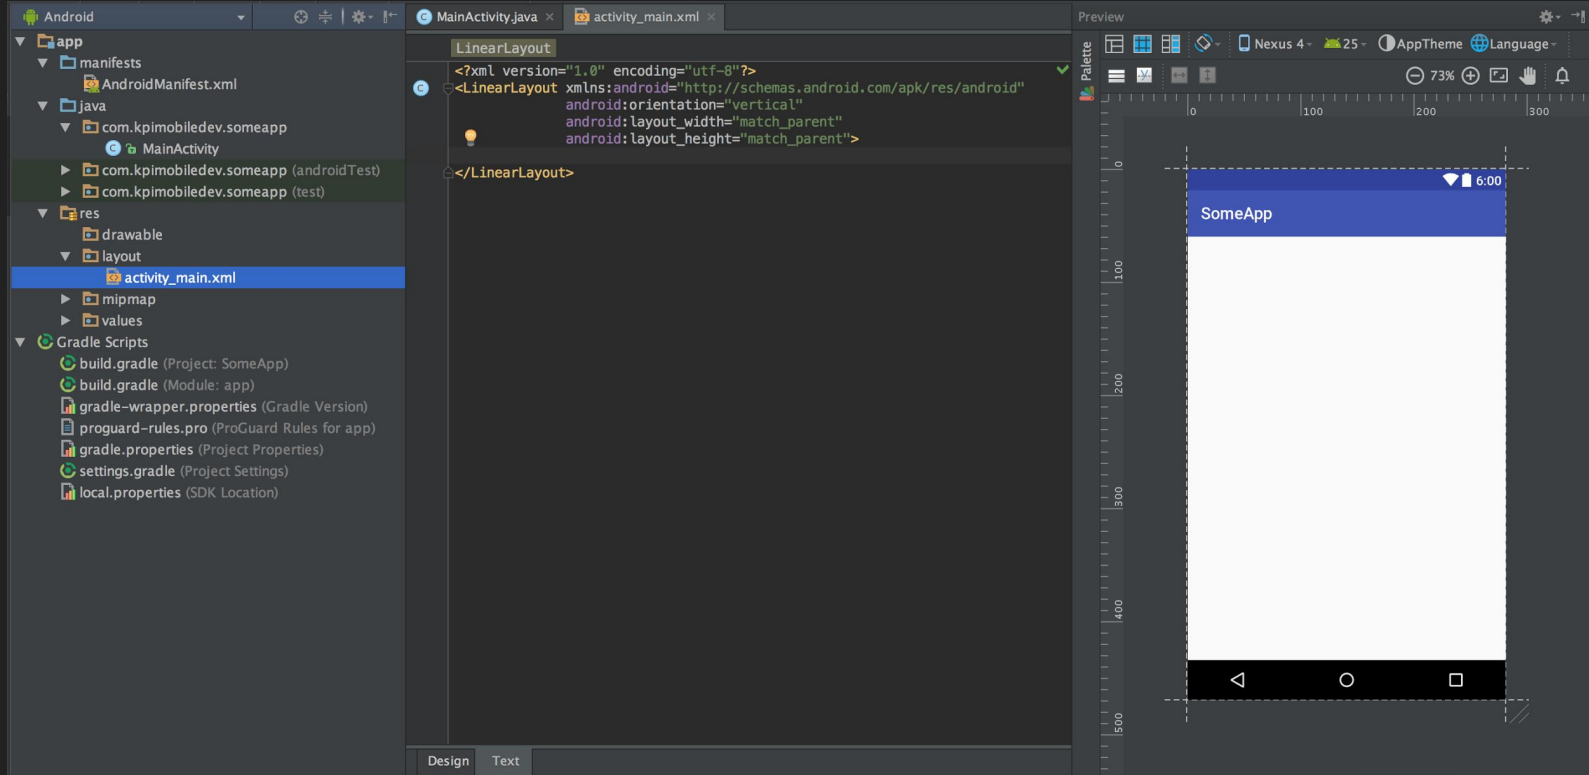 Android
app
manifests
AndroidManifest.xml
java
com.kpimobiledev.someapp
MainActivity
com.kpimobiledev.someapp (androidTest)
com.kpimobiledev.someapp (test)
res
drawable
layout
activity_main.xml
mipmap
values
Gradle Scripts
build.gradle (Project: SomeApp)
build.gradle (Module: app)
gradle-wrapper.properties (Gradle Version)
proguard-rules.pro (ProGuard Rules for app)
gradle.properties (Project Properties)
settings.gradle (Project Settings)
local.properties (SDK Location)
MainActivity.java × activity_main.xml ×
LinearLayout
<?xml version="1.0" encoding="utf-8"?>
<LinearLayout xmlns:android="http://schemas.android.com/apk/res/android"
android:orientation="vertical"
android:layout_width="match_parent"
android:layout_height="match_parent">
</LinearLayout>
Design Text
Preview
Palette
Nexus 4 25 AppTheme Language
73%
0 100 200 300
0
100
200
300
400
500
6:00
SomeApp